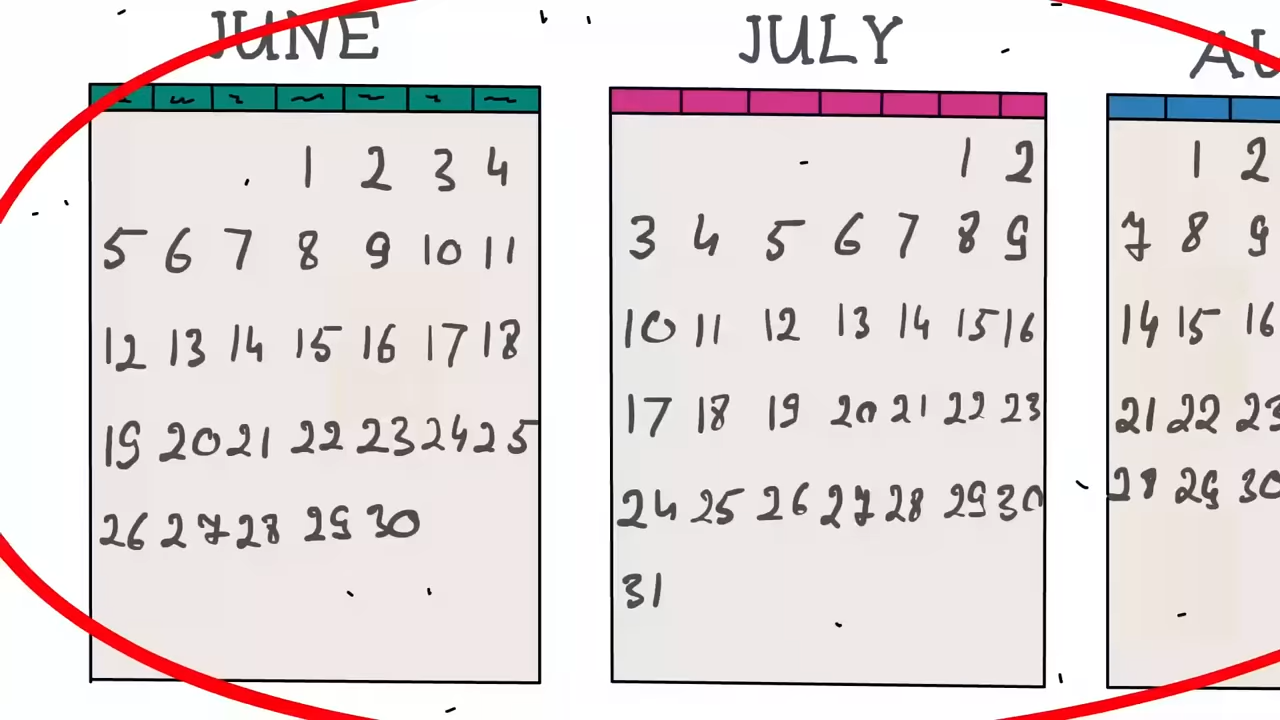 JUNE
1 2 3 4
5 6 7 8 9 10 11
12 13 14 15 16 17 18
19 20 21 22 23 24 25
26 27 28 29 30
JULY
1 2
3 4 5 6 7 8 9
10 11 12 13 14 15 16
17 18 19 20 21 22 23
24 25 26 27 28 29 30
31
AU
1 2
7 8 9
14 15 16
21 22 23
28 29 30